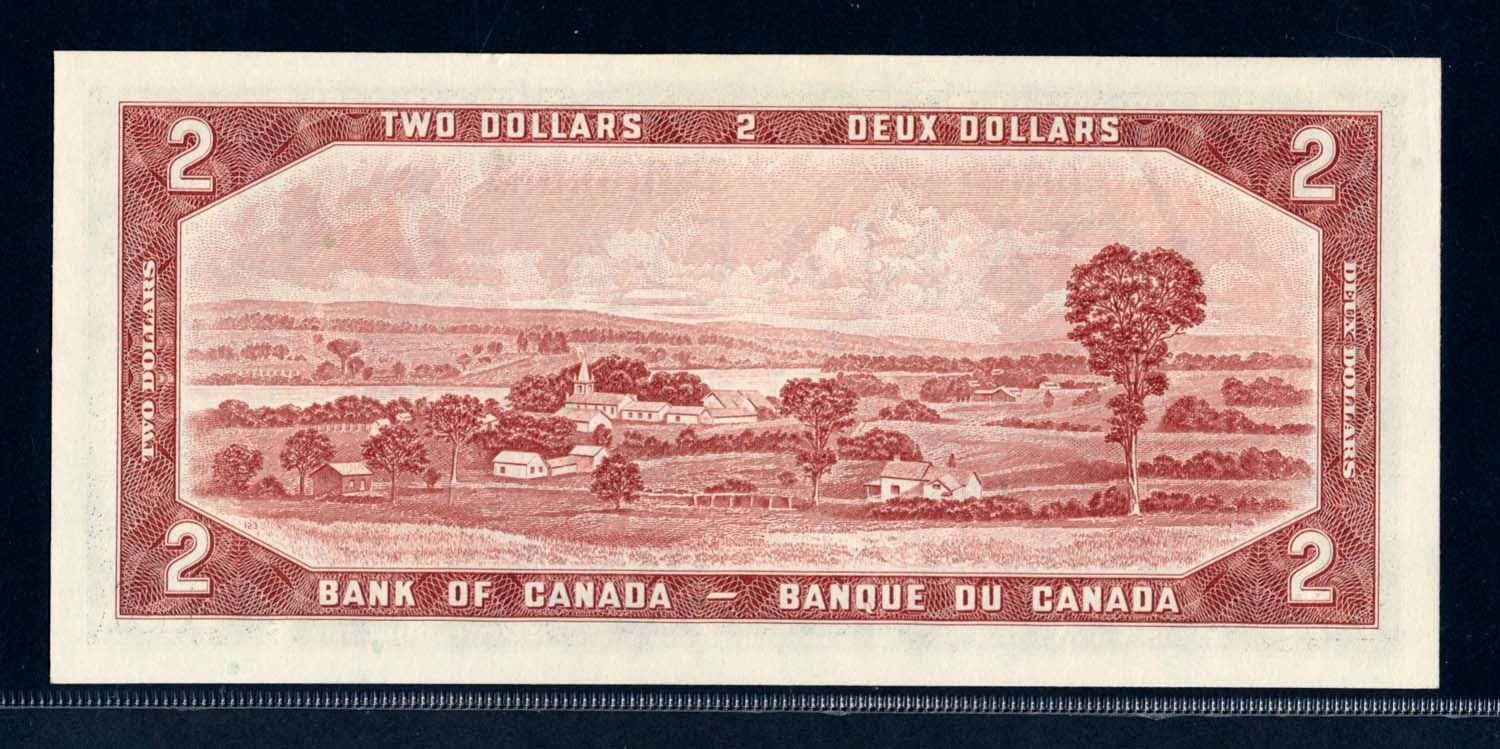 2 TWO DOLLARS 2 DEUX DOLLARS 2
TWO DOLLARS
DEUX DOLLARS
123
2 BANK OF CANADA – BANQUE DU CANADA 2